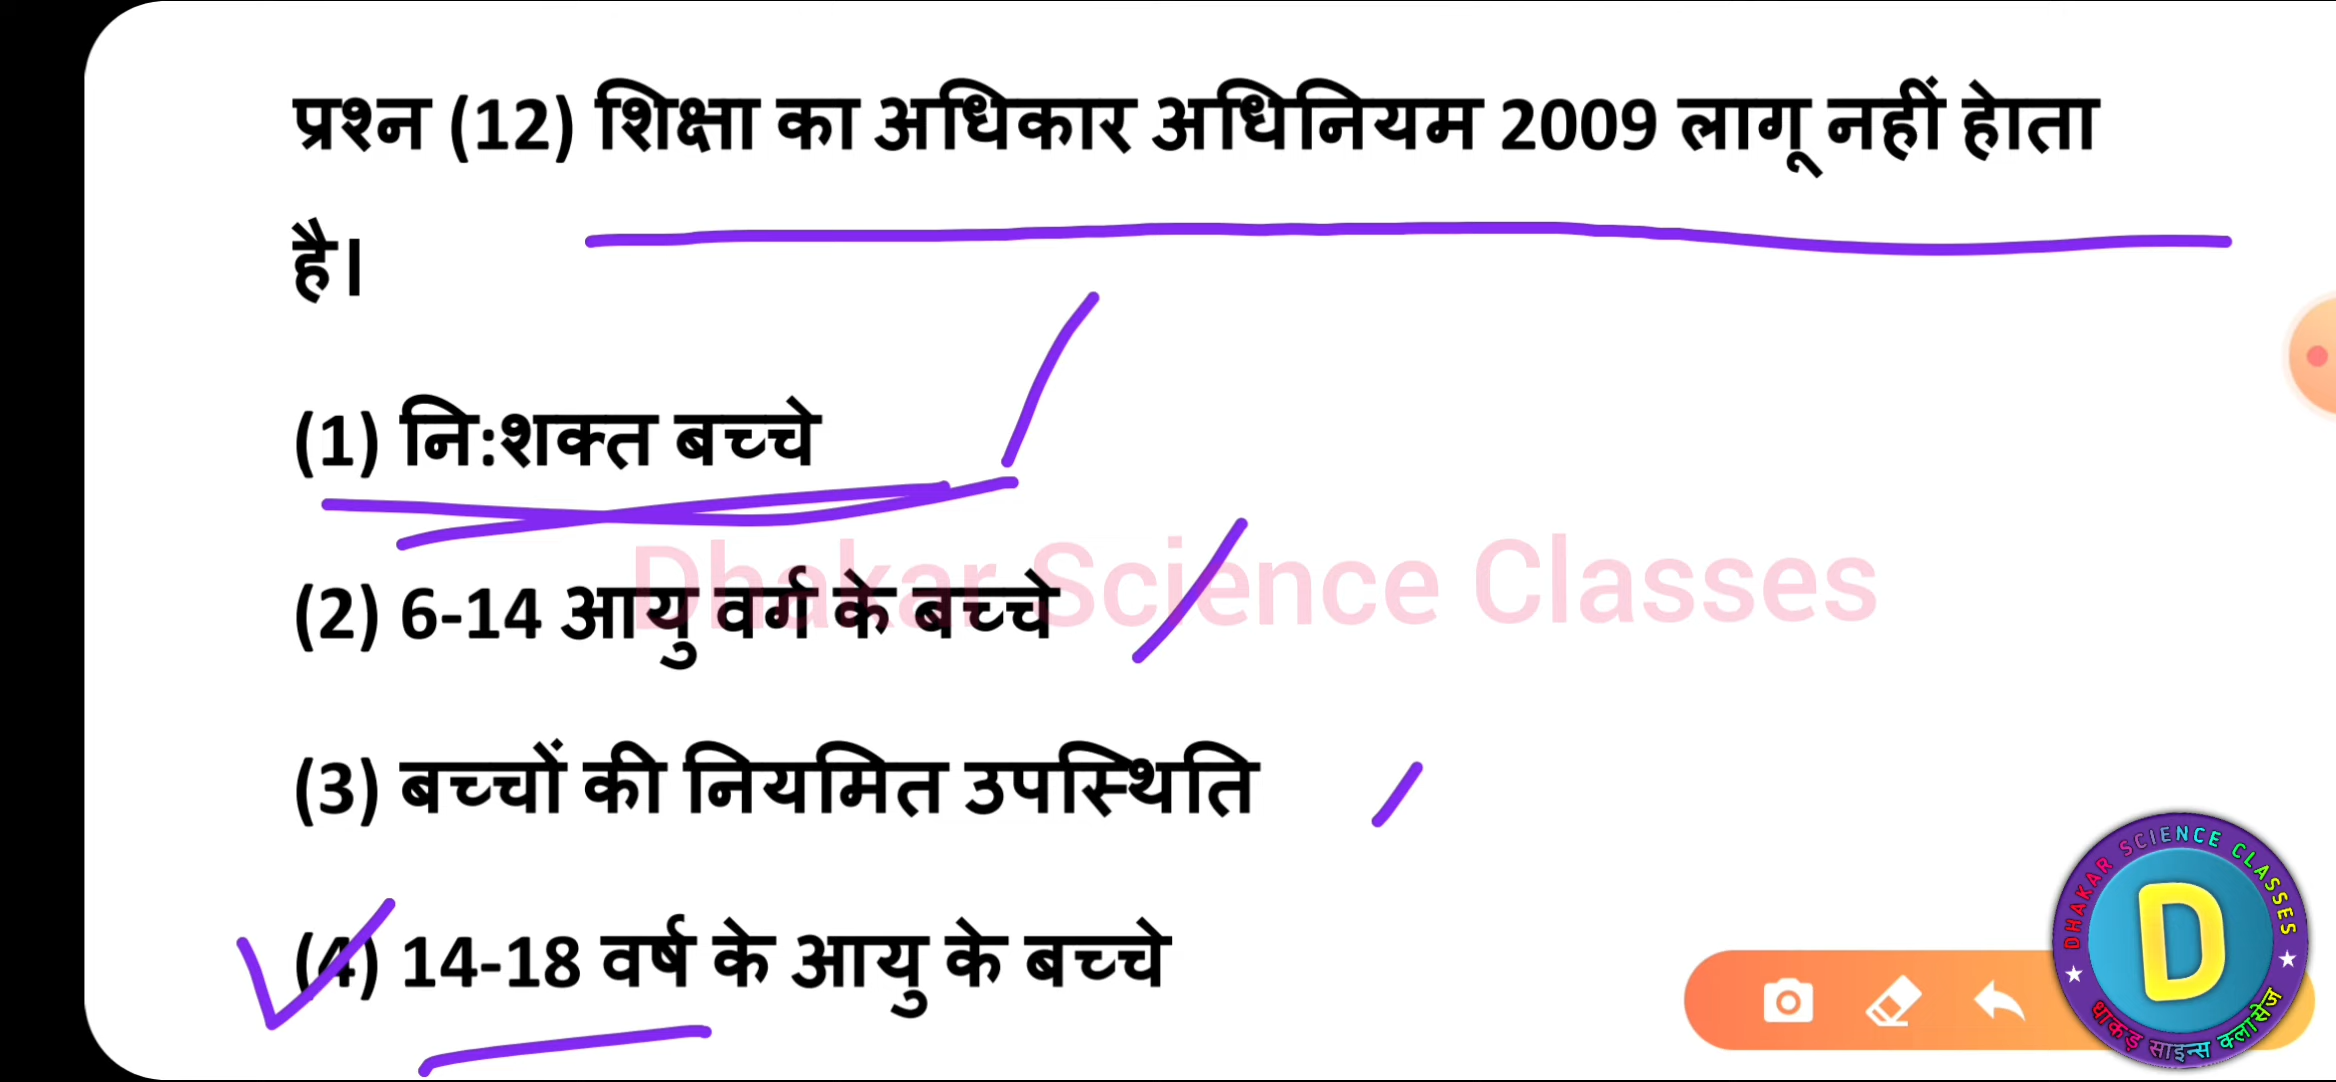 प्रश्न (12) शिक्षा का अधिकार अधिनियम 2009 लागू नहीं हेाता
है।
(1) नि:शक्त बच्चे
Dhakar Science Classes
(2) 6-14 आयु वर्ग के बच्चे
(3) बच्चों की नियमित उपस्थिति
(4) 14-18 वर्ष के आयु के बच्चे
DHAKAR SCIENCE CLASSES
D
धाकड़ साइन्स क्लासेज